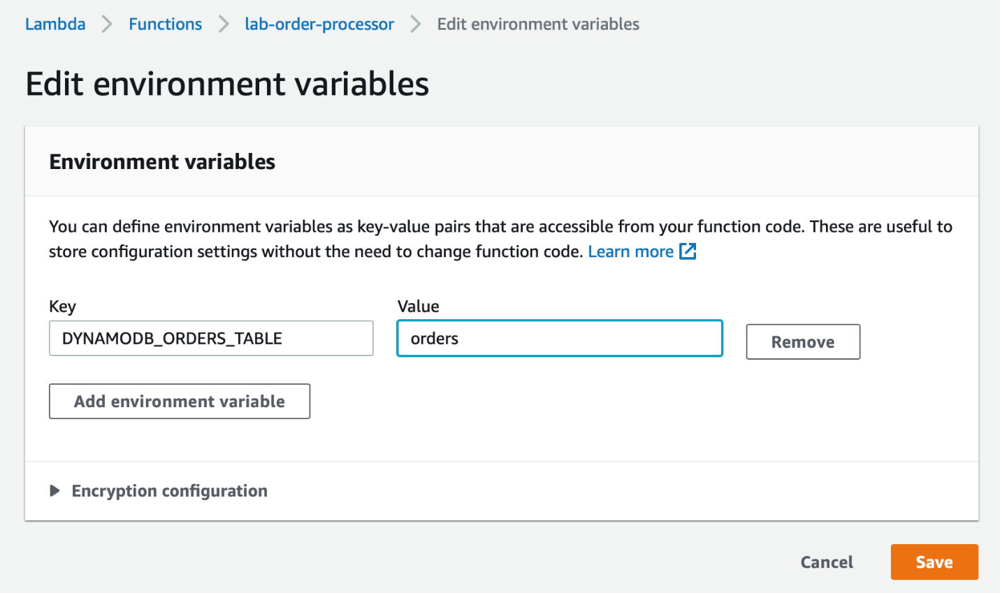 Lambda Functions lab-order-processor Edit environment variables
Edit environment variables
Environment variables
You can define environment variables as key-value pairs that are accessible from your function code. These are useful to
store configuration settings without the need to change function code. Learn more
Key Value
DYNAMODB_ORDERS_TABLE orders Remove
Add environment variable
Encryption configuration
Cancel Save